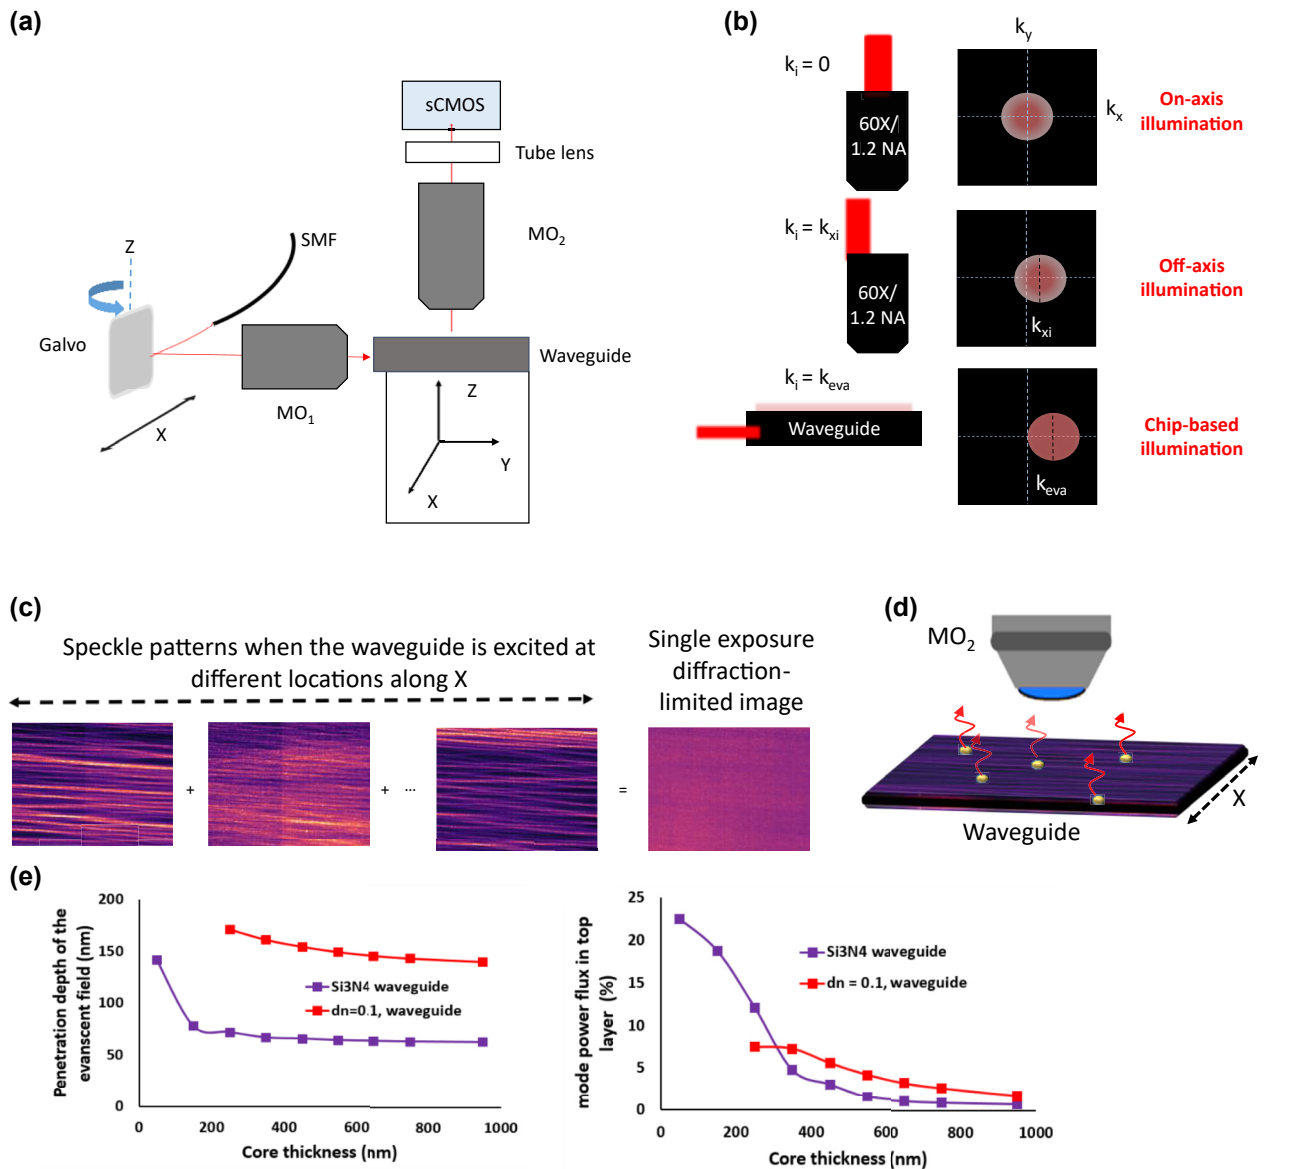 (a)
sCMOS
Tube lens
MO2
SMF
Z
Galvo
MO1
X
Waveguide
Z
Y
X
(b)
ki = 0
60X/
1.2 NA
ky
kx
On-axis
illumination
ki = kxi
60X/
1.2 NA
kxi
Off-axis
illumination
ki = keva
Waveguide
keva
Chip-based
illumination
(c)
Speckle patterns when the waveguide is excited at
different locations along X
Single exposure
diffraction-
limited image
+
+ ...
=
(d)
MO2
X
Waveguide
(e)
Penetration depth of the
evanscent field (nm)
200
150
100
50
0
Si3N4 waveguide
dn=0.1, waveguide
0 200 400 600 800 1000
Core thickness (nm)
mode power flux in top
layer (%)
25
20
15
10
5
0
Si3N4 waveguide
dn = 0.1, waveguide
0 200 400 600 800 1000
Core thickness (nm)